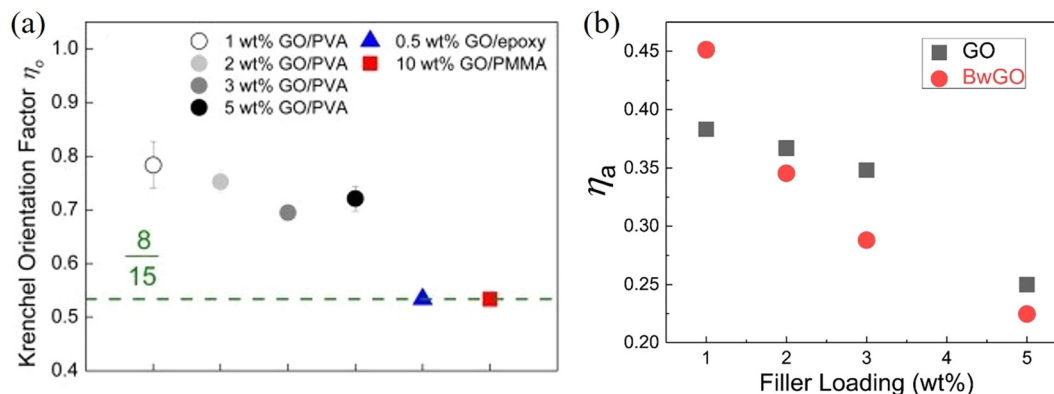 (a)
1 wt% GO/PVA
2 wt% GO/PVA
3 wt% GO/PVA
5 wt% GO/PVA
0.5 wt% GO/epoxy
10 wt% GO/PMMA
Krenchel Orientation Factor ηo
1.0
0.9
0.8
0.7
0.6
0.5
0.4
8
15
(b)
GO
BwGO
ηa
0.45
0.40
0.35
0.30
0.25
0.20
1
2
3
4
5
Filler Loading (wt%)